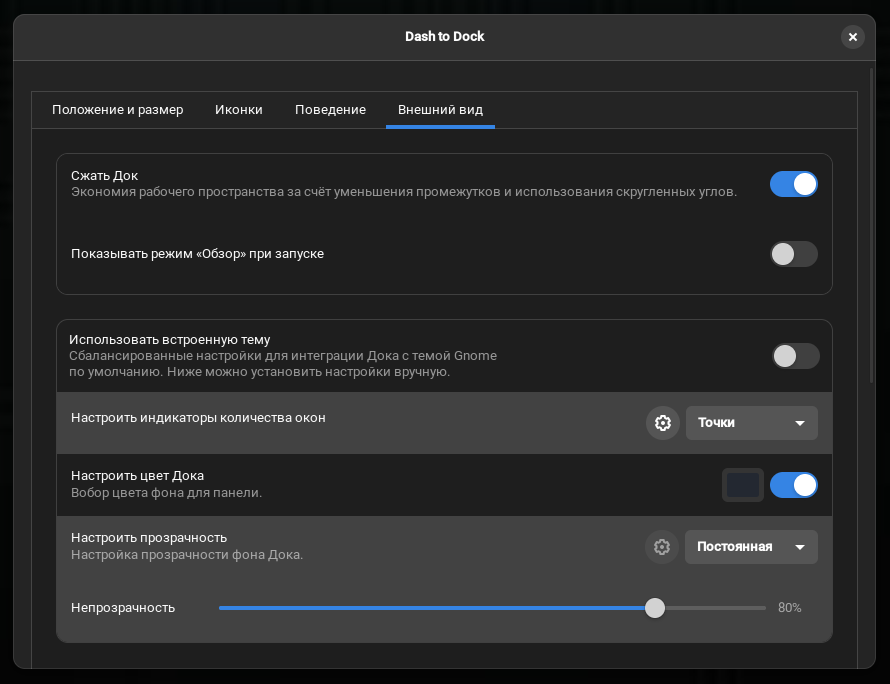 Dash to Dock
Положение и размер Иконки Поведение Внешний вид
Сжать Док
Экономия рабочего пространства за счёт уменьшения промежутков и использования скругленных углов.
Показывать режим «Обзор» при запуске
Использовать встроенную тему
Сбалансированные настройки для интеграции Дока с темой Gnome
по умолчанию. Ниже можно установить настройки вручную.
Настроить индикаторы количества окон Точки
Настроить цвет Дока
Вобор цвета фона для панели.
Настроить прозрачность
Настройка прозрачности фона Дока. Постоянная
Непрозрачность 80%